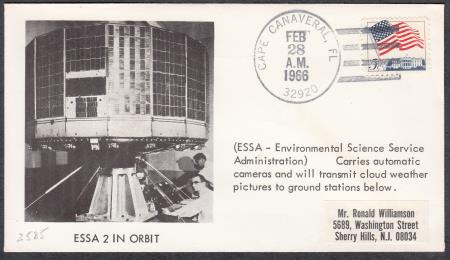 CAPE CANAVERAL, FL
FEB
28
A.M.
1966
32920
5¢
(ESSA - Environmental Science Service
Administration) Carries automatic
cameras and will transmit cloud weather
pictures to ground stations below.
Mr. Ronald Williamson
5689, Washington Street
Sherry Hills, N.J. 08034
ESSA 2 IN ORBIT
2585